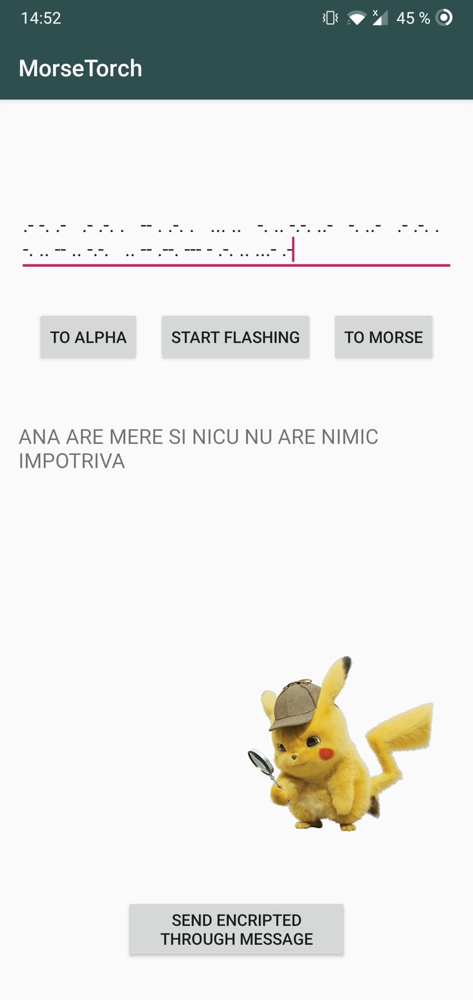 14:52
45 %
MorseTorch
.- -. .-  .- .-. .  -- . .-. .  ... ..  -. .. -.-. ..-  -. ..-  .- .-. .
-. .. -- .. -.-.  .. -- .--. --- - .-. .. ...- .-
TO ALPHA
START FLASHING
TO MORSE
ANA ARE MERE SI NICU NU ARE NIMIC
IMPOTRIVA
SEND ENCRIPTED
THROUGH MESSAGE